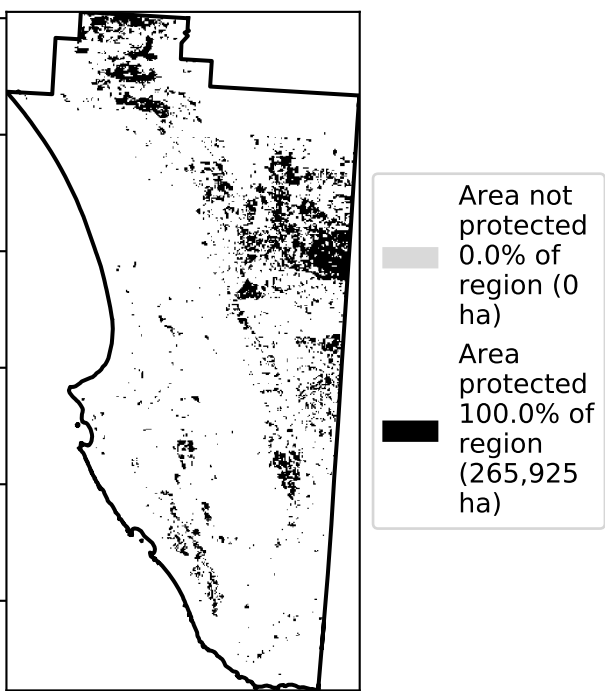 Area not
protected
0.0% of
region (0
ha)
Area
protected
100.0% of
region
(265,925
ha)